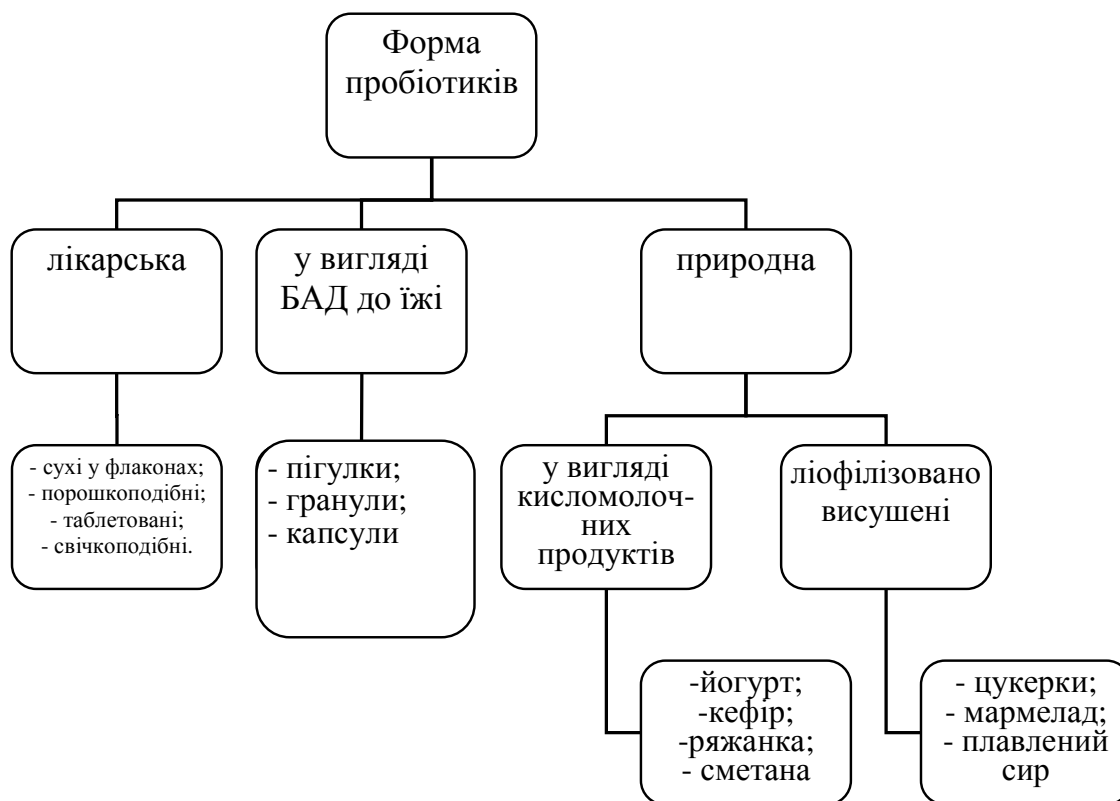 Форма
пробіотиків
лікарська
у вигляді
БАД до їжі
природна
- сухі у флаконах;
- порошкоподібні;
- таблетовані;
- свічкоподібні.
- пігулки;
- гранули;
- капсули
у вигляді
кисломолоч-
них
продуктів
ліофілізовано
висушені
-йогурт;
-кефір;
-ряжанка;
- сметана
- цукерки;
- мармелад;
- плавлений
сир